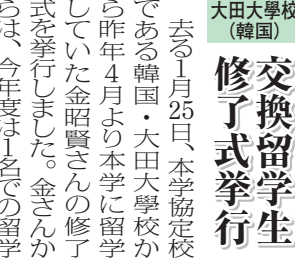 大田大學校
（韓国）
交換留学生
修了式挙行
去る1月25日、本学協定校
である韓国・大田大學校か
ら昨年4月より本学に留学
していた金昭賢さんの修了
式を挙行しました。金さんか
らは、今年度は1名での留学